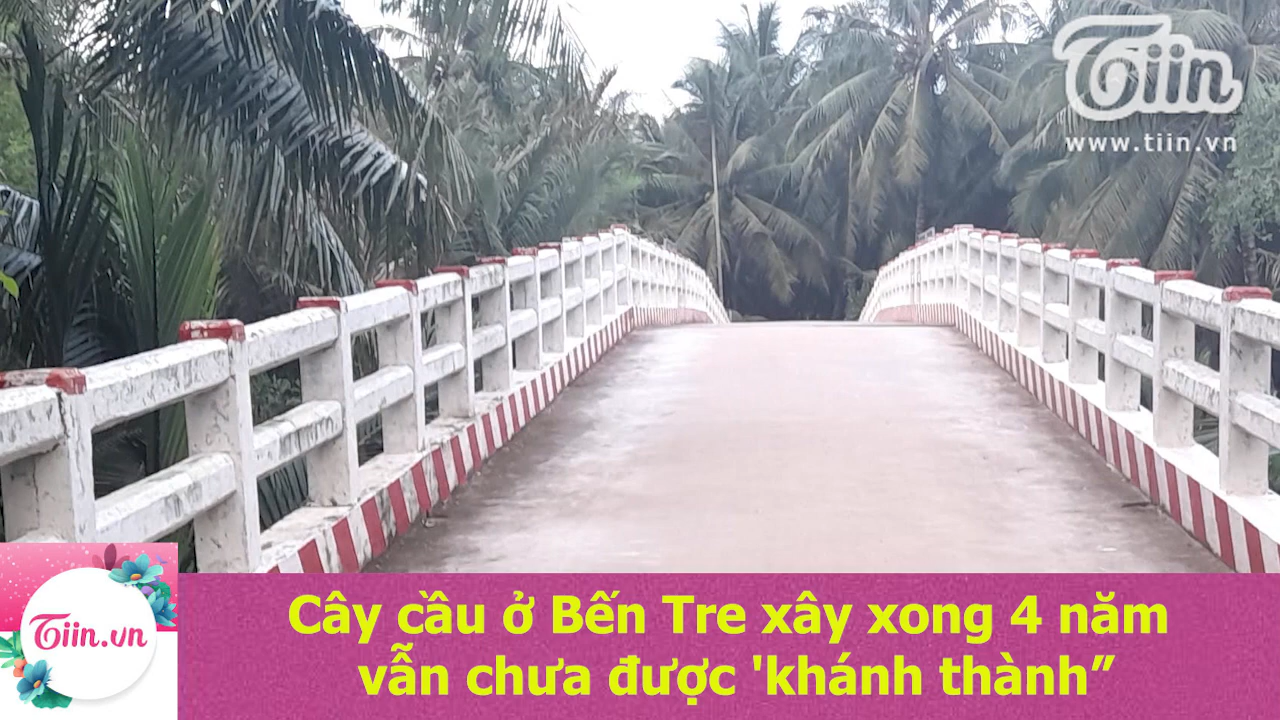 Tiin
www.tiin.vn
Tiin.vn
Cây cầu ở Bến Tre xây xong 4 năm
vẫn chưa được 'khánh thành”